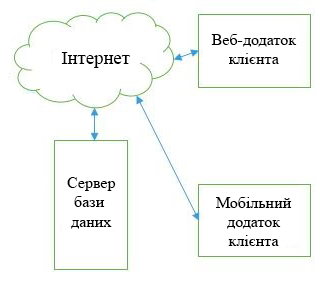 Інтернет
Веб-додаток
клієнта
Сервер
бази
даних
Мобільний
додаток
клієнта